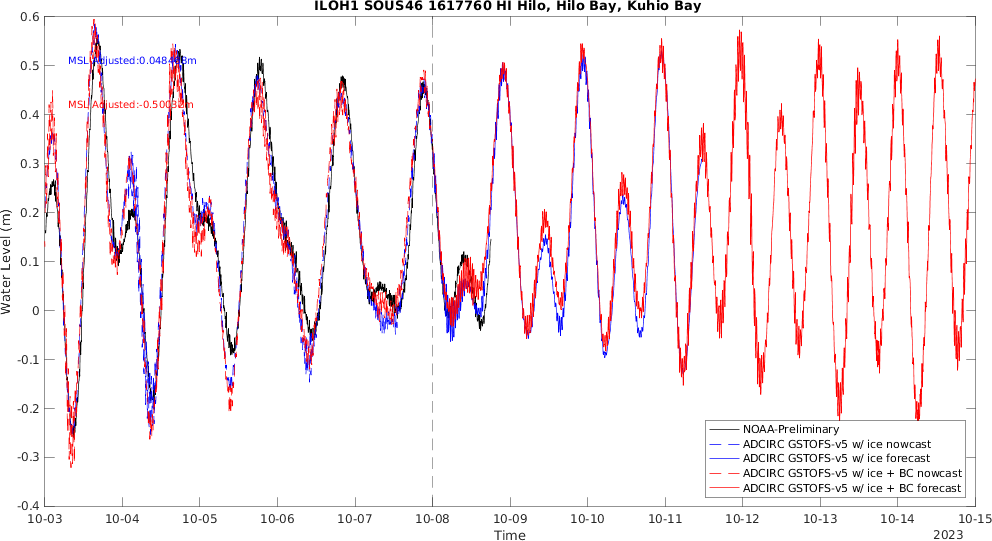 ILOH1 SOUS46 1617760 HI Hilo, Hilo Bay, Kuhio Bay
0.6
0.5
0.4
0.3
0.2
0.1
0
-0.1
-0.2
-0.3
-0.4
Water Level (m)
MSL Adjusted:
MSL Adjusted:
NOAA-Preliminary
ADCIRC GSTOFS-v5 w/ ice nowcast
ADCIRC GSTOFS-v5 w/ ice forecast
ADCIRC GSTOFS-v5 w/ ice + BC nowcast
ADCIRC GSTOFS-v5 w/ ice + BC forecast
10-03 10-04 10-05 10-06 10-07 10-08 10-09 10-10 10-11 10-12 10-13 10-14 10-15
Time
2023